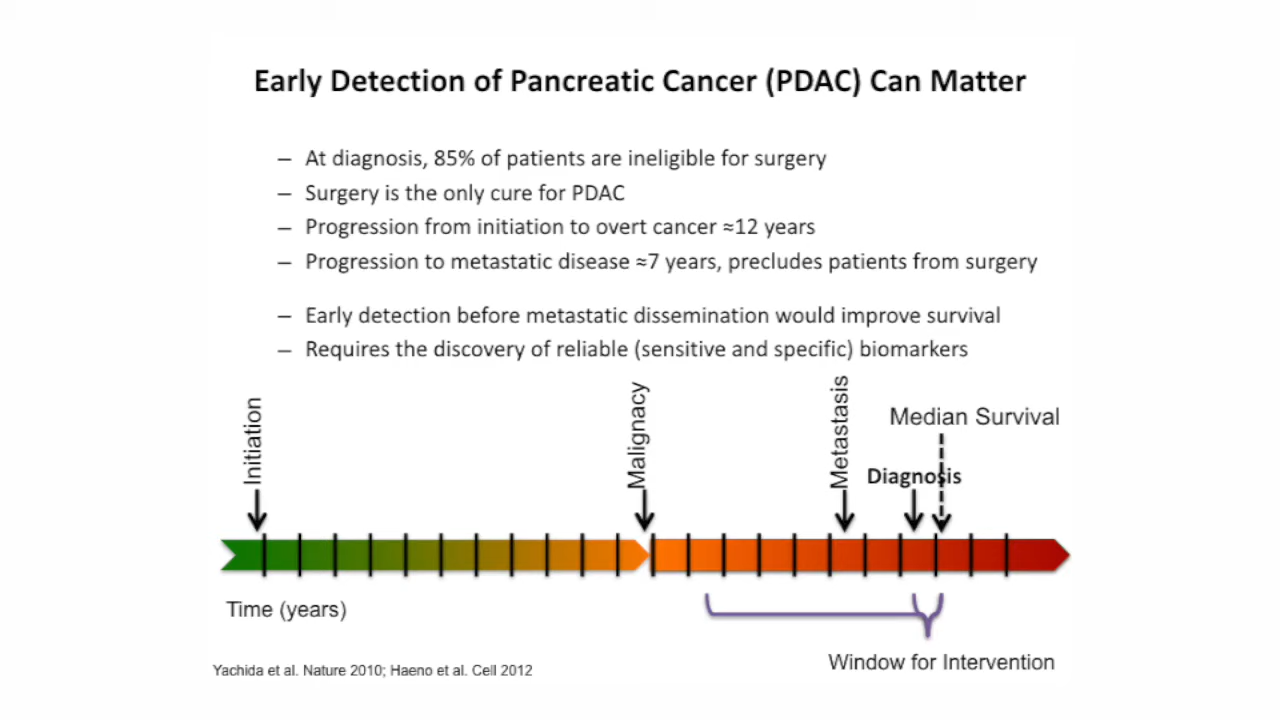 Early Detection of Pancreatic Cancer (PDAC) Can Matter
– At diagnosis, 85% of patients are ineligible for surgery
– Surgery is the only cure for PDAC
– Progression from initiation to overt cancer ≈12 years
– Progression to metastatic disease ≈7 years, precludes patients from surgery
– Early detection before metastatic dissemination would improve survival
– Requires the discovery of reliable (sensitive and specific) biomarkers
Initiation
Malignancy
Metastasis
Median Survival
Diagnosis
Time (years)
Window for Intervention
Yachida et al. Nature 2010; Haeno et al. Cell 2012